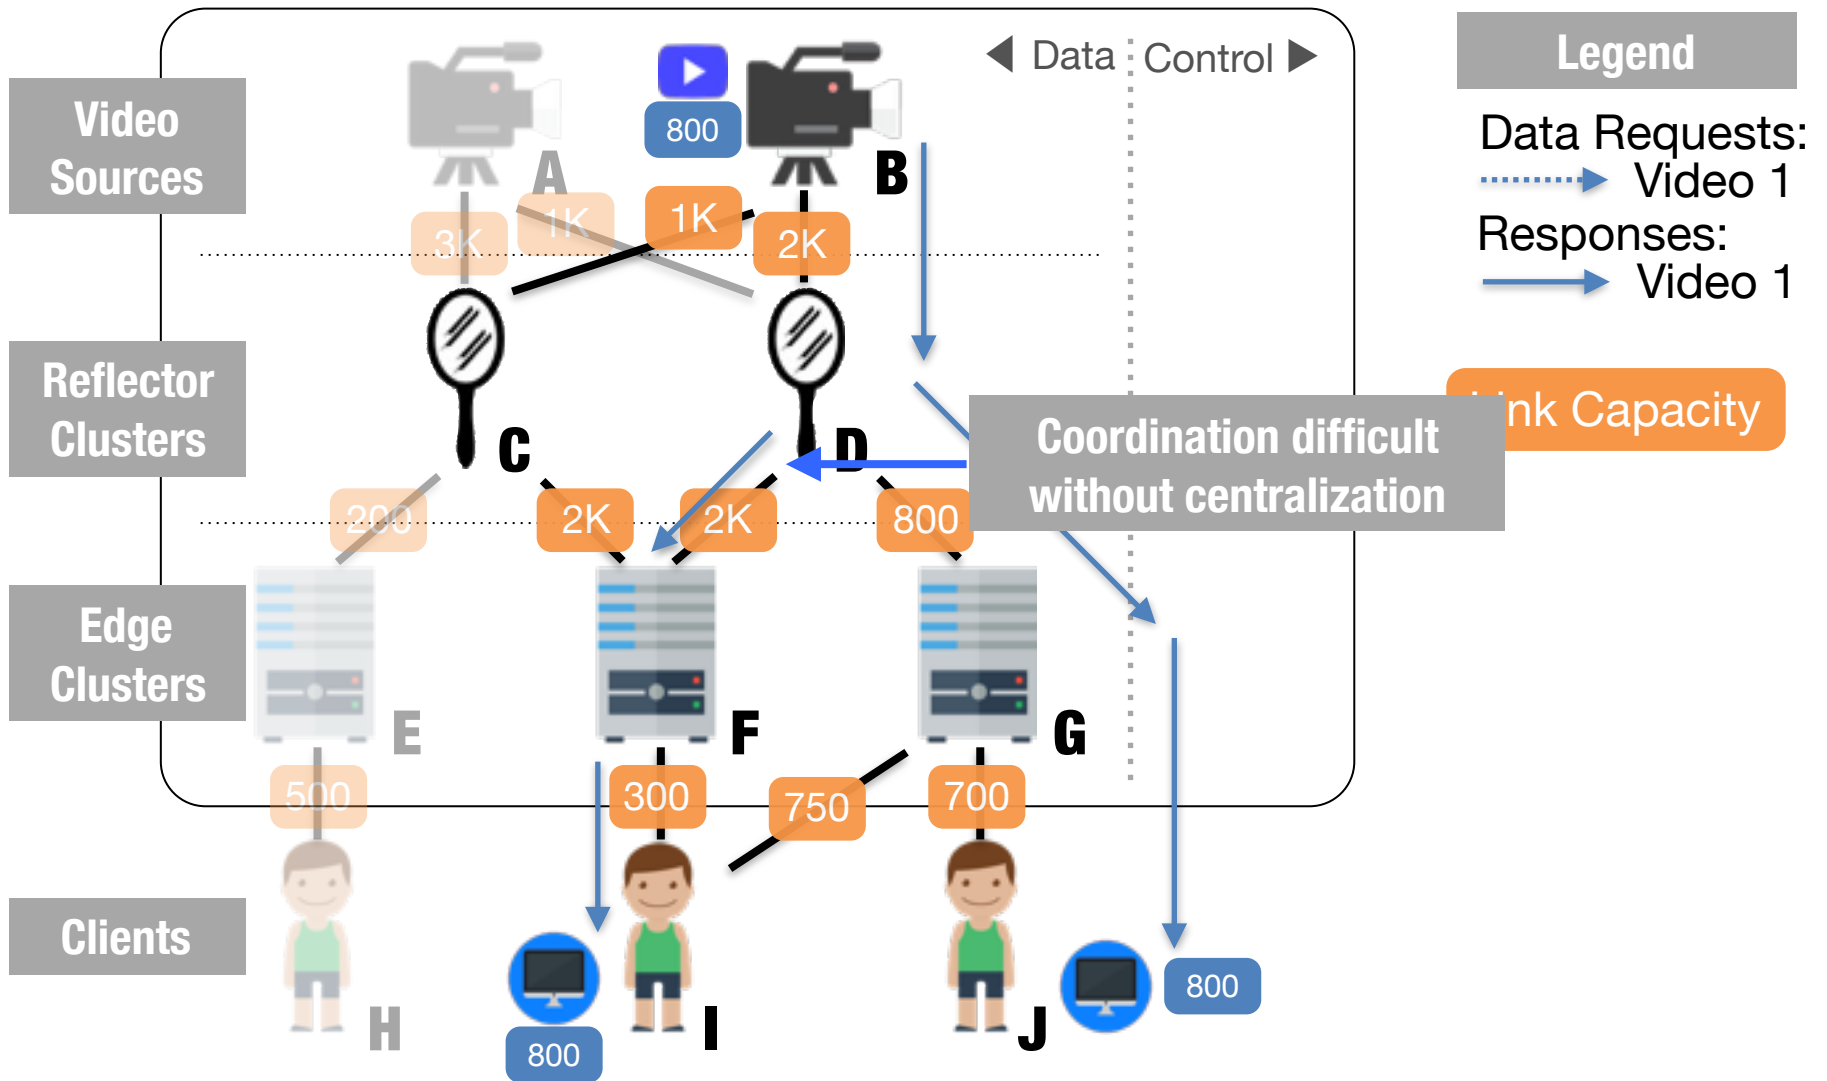 Data
Control
Legend
Video
Sources
800
A
B
Data Requests:
Video 1
Responses:
Video 1
3K
1K
1K
2K
Reflector
Clusters
C
D
Coordination difficult
without centralization
nk Capacity
200
2K
2K
800
Edge
Clusters
E
F
G
500
300
750
700
Clients
H
I
J
800
800